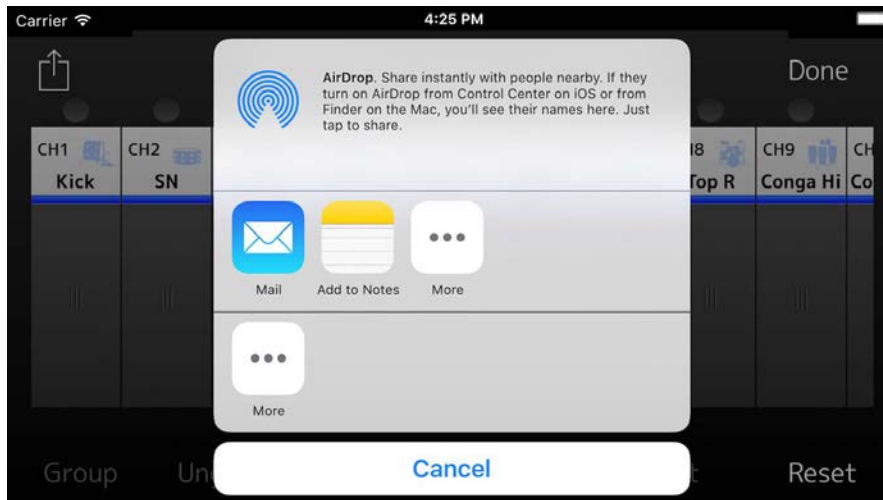 Carrier
4:25 PM
Done
AirDrop. Share instantly with people nearby. If they
turn on AirDrop from Control Center on iOS or from
Finder on the Mac, you'll see their names here. Just
tap to share.
CH1
Kick
CH2
SN
Top R
CH9
Conga Hi
CH
Co
Mail
Add to Notes
More
More
Cancel
Group
Reset